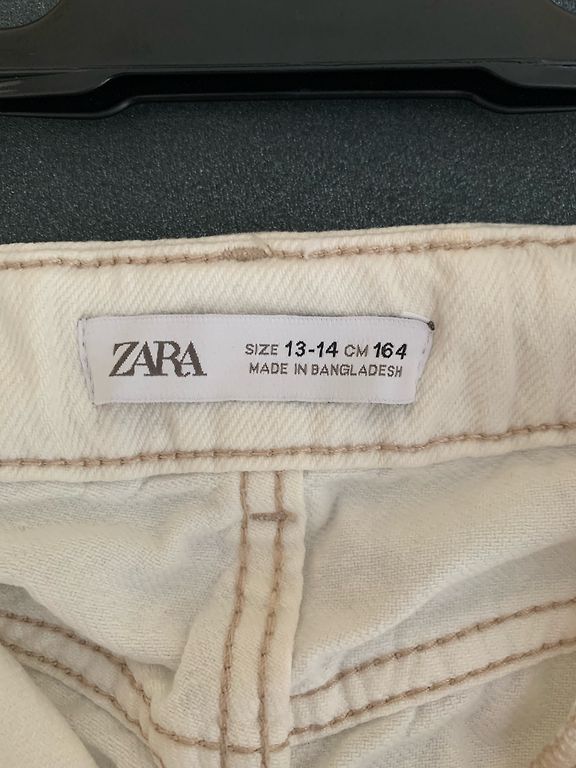 ZARA
SIZE 13-14 CM 164
MADE IN BANGLADESH